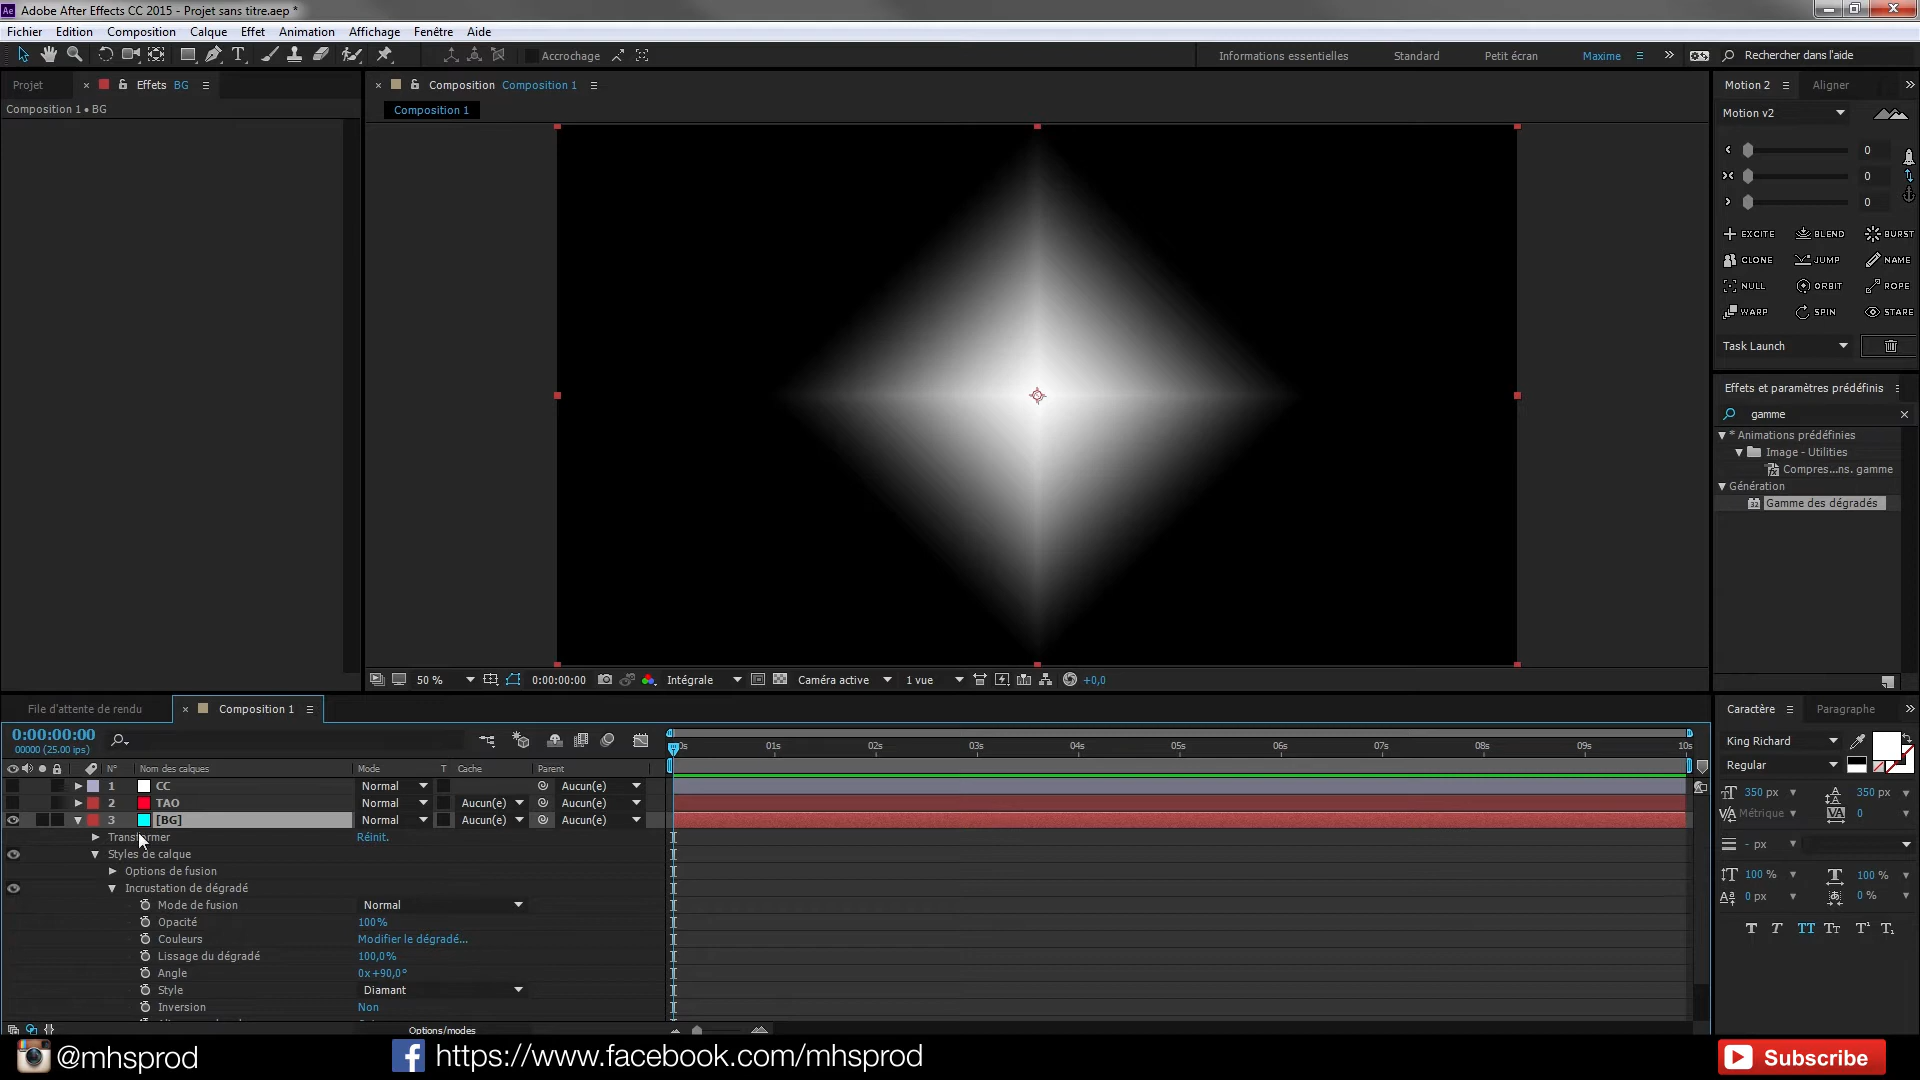 Adobe After Effects CC 2015 - Projet sans titre.aep *
Fichier Edition Composition Calque Effet Animation Affichage Fenêtre Aide
Accrochage Informations essentielles Standard Petit écran Maxime Rechercher dans l'aide
Projet Effets BG
Composition 1 • BG
Composition Composition 1
Composition 1
Motion 2 Aligner
Motion v2
0
0
0
EXCITE BLEND BURST
CLONE JUMP NAME
NULL ORBIT ROPE
WARP SPIN STARE
Task Launch
Effets et paramètres prédéfinis
gamme
* Animations prédéfinies
Image - Utilities
Compres...ns. gamme
Génération
Gamme des dégradés
50 % 0:00:00:00 Intégrale Caméra active 1 vue +0,0
File d'attente de rendu Composition 1
0:00:00:00
00000 (25.00 ips)
01s 02s 03s 04s 05s 06s 07s 08s 09s 10s
N° Nom des calques Mode T Cache Parent
1 CC Normal Aucun(e)
2 TAO Normal Aucun(e) Aucun(e)
3 [BG] Normal Aucun(e) Aucun(e)
Transformer Réinit.
Styles de calque
Options de fusion
Incrustation de dégradé
Mode de fusion Normal
Opacité 100%
Couleurs Modifier le dégradé...
Lissage du dégradé 100,0%
Angle 0x+90,0°
Style Diamant
Inversion Non
Options/modes
Caractère Paragraphe
King Richard
Regular
350 px 350 px
Métrique 0
- px
100 % 100 %
0 px 0 %
@mhsprod https://www.facebook.com/mhsprod Subscribe